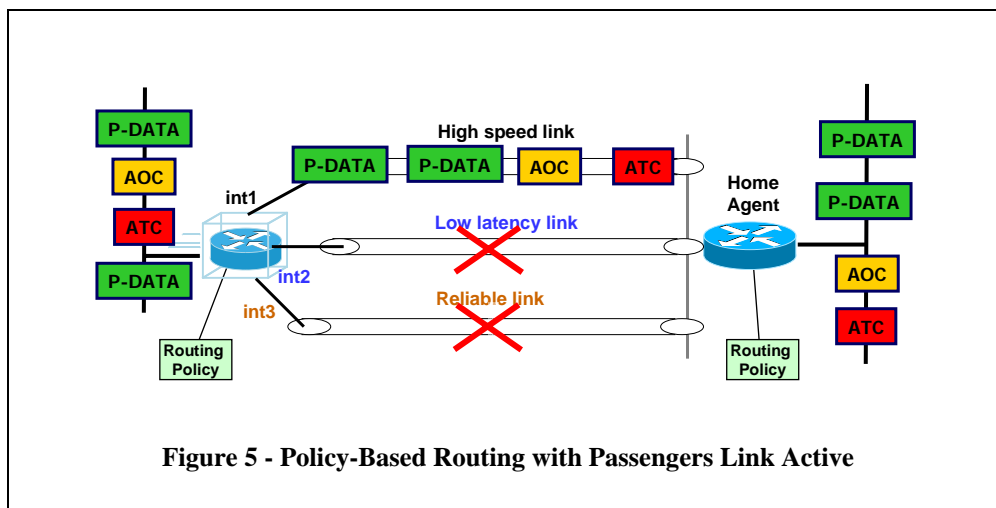 P-DATA
AOC
ATC
P-DATA
int1
int2
int3
Routing
Policy
High speed link
P-DATA
P-DATA
AOC
ATC
Low latency link
Reliable link
Home
Agent
Routing
Policy
P-DATA
P-DATA
AOC
ATC
Figure 5 - Policy-Based Routing with Passengers Link Active